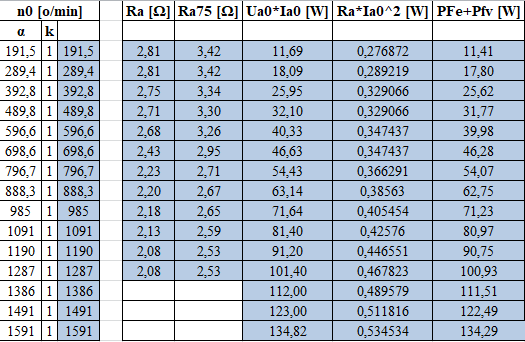 n0 [o/min] Ra [Ω] Ra75 [Ω] Ua0*Ia0 [W] Ra*Ia0^2 [W] PFe+Pfv [W]
α k
191,5 1 191,5 2,81 3,42 11,69 0,276872 11,41
289,4 1 289,4 2,81 3,42 18,09 0,289219 17,80
392,8 1 392,8 2,75 3,34 25,95 0,329066 25,62
489,8 1 489,8 2,71 3,30 32,10 0,329066 31,77
596,6 1 596,6 2,68 3,26 40,33 0,347437 39,98
698,6 1 698,6 2,43 2,95 46,63 0,347437 46,28
796,7 1 796,7 2,23 2,71 54,43 0,366291 54,07
888,3 1 888,3 2,20 2,67 63,14 0,38563 62,75
985 1 985 2,18 2,65 71,64 0,405454 71,23
1091 1 1091 2,13 2,59 81,40 0,42576 80,97
1190 1 1190 2,08 2,53 91,20 0,446551 90,75
1287 1 1287 2,08 2,53 101,40 0,467823 100,93
1386 1 1386 112,00 0,489579 111,51
1491 1 1491 123,00 0,511816 122,49
1591 1 1591 134,82 0,534534 134,29